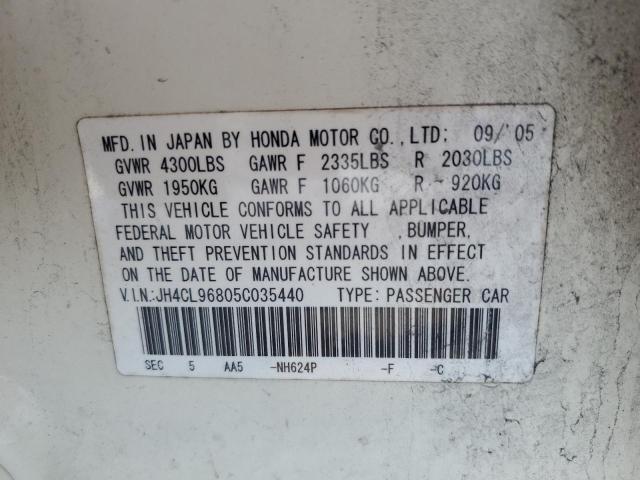 MFD. IN JAPAN BY HONDA MOTOR CO., LTD: 09/'05
GVWR 4300LBS GAWR F 2335LBS R 2030LBS
GVWR 1950KG GAWR F 1060KG R 920KG
THIS VEHICLE CONFORMS TO ALL APPLICABLE
FEDERAL MOTOR VEHICLE SAFETY , BUMPER,
AND THEFT PREVENTION STANDARDS IN EFFECT
ON THE DATE OF MANUFACTURE SHOWN ABOVE.
V.I.N.:JH4CL96805C035440 TYPE: PASSENGER CAR
SEC 5 AA5 -NH624P -F -C